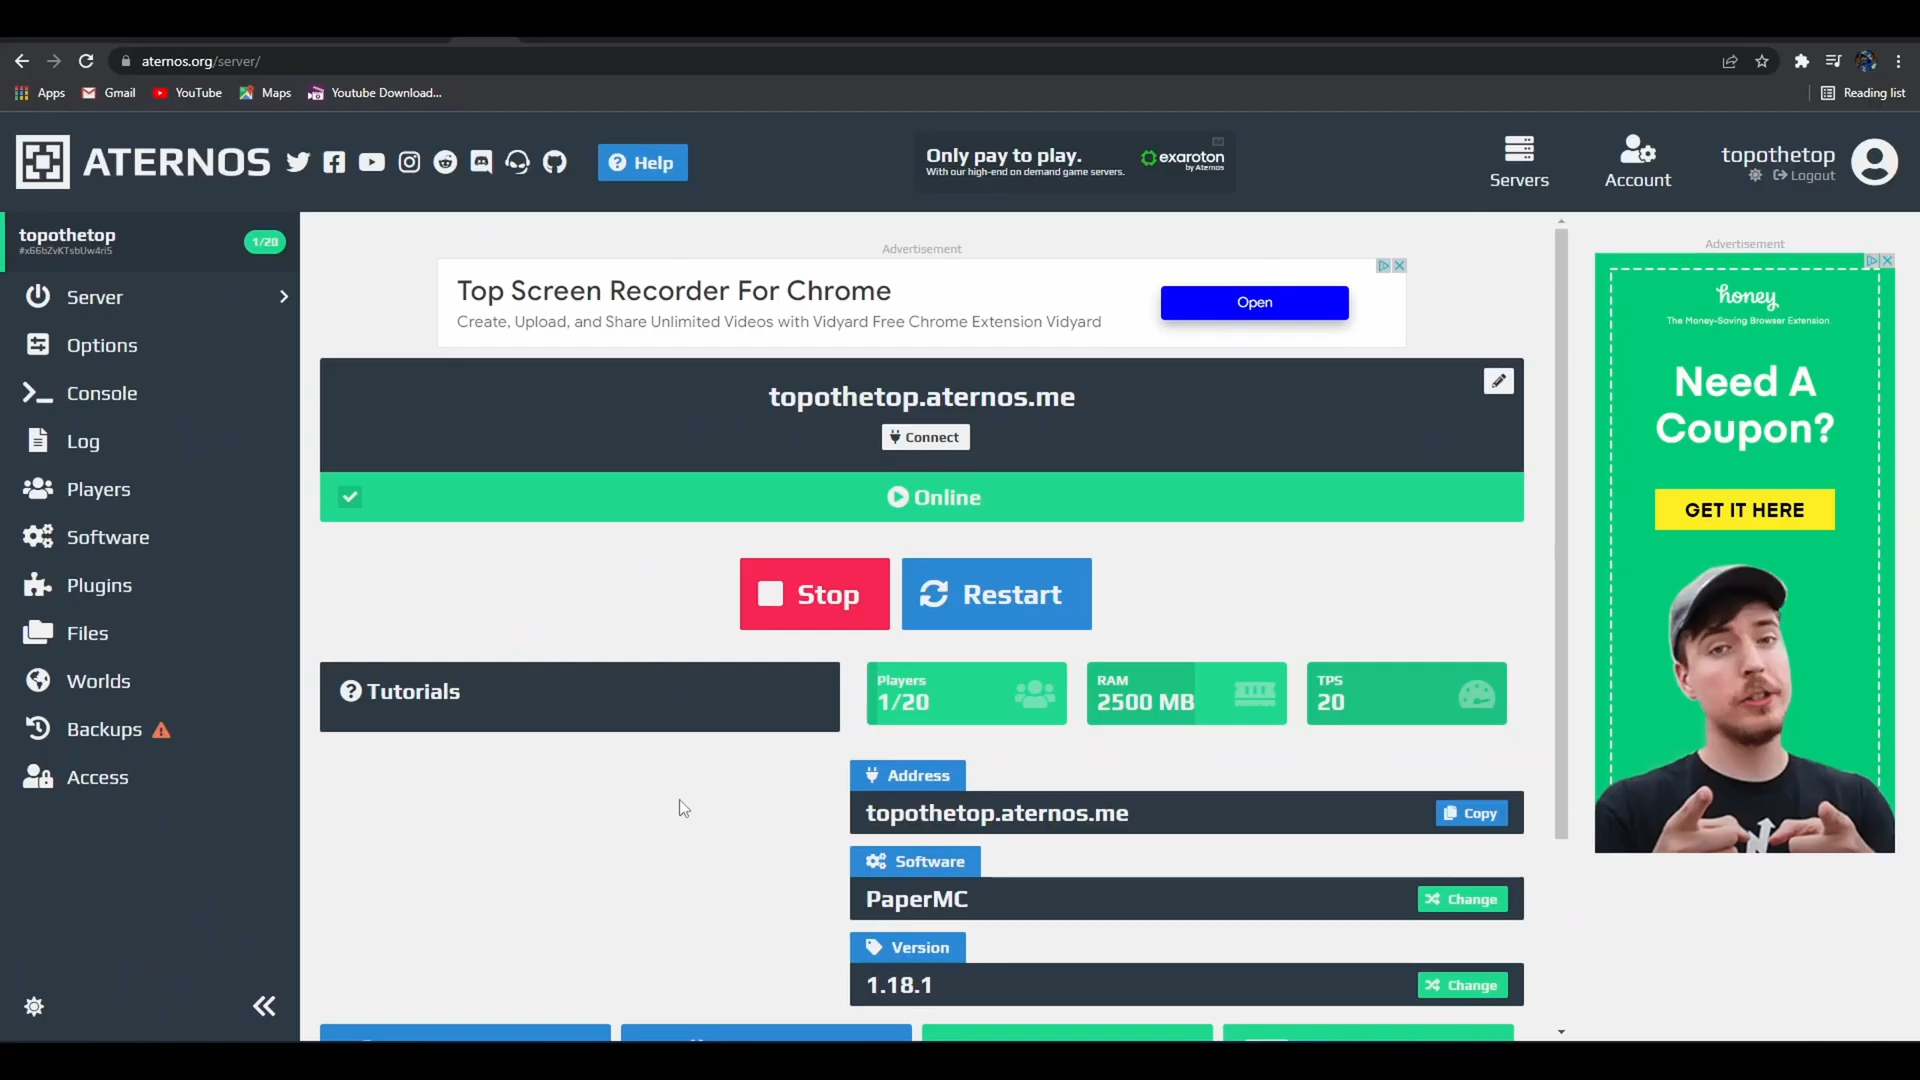 aternos.org/server/
Apps
Gmail
YouTube
Maps
Youtube Download...
Reading list
ATERNOS
Help
Only pay to play.
With our high-end on demand game servers.
exaroton
by Aternos
Servers
Account
topothetop
Logout
topothetop
#x66bZvKTsbUw4ri5
1/20
Server
Options
Console
Log
Players
Software
Plugins
Files
Worlds
Backups
Access
Advertisement
Top Screen Recorder For Chrome
Create, Upload, and Share Unlimited Videos with Vidyard Free Chrome Extension Vidyard
Open
topothetop.aternos.me
Connect
Online
Stop
Restart
Tutorials
Players
1/20
RAM
2500 MB
TPS
20
Address
topothetop.aternos.me
Copy
Software
PaperMC
Change
Version
1.18.1
Change
Advertisement
honey
The Money-Saving Browser Extension
Need A
Coupon?
GET IT HERE